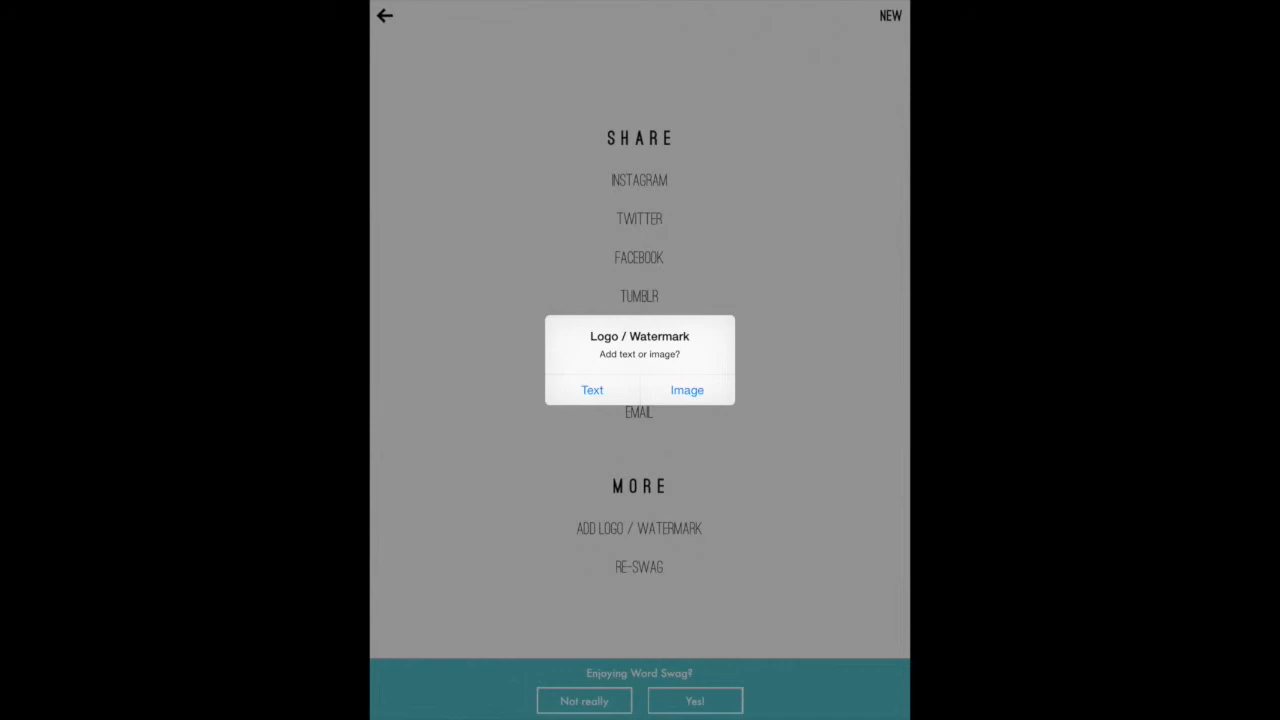 NEW
SHARE
INSTAGRAM
TWITTER
FACEBOOK
TUMBLR
Logo / Watermark
Add text or image?
Text Image
EMAIL
MORE
ADD LOGO / WATERMARK
RE-SWAG
Enjoying Word Swag?
Not really Yes!